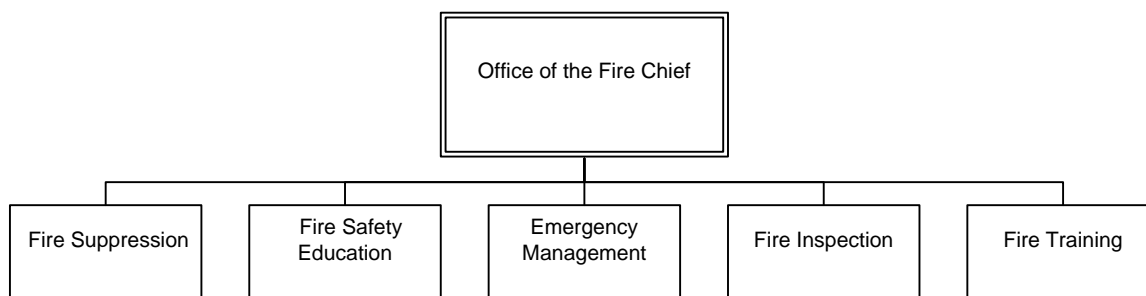 Office of the Fire Chief
Fire Suppression
Fire Safety
Education
Emergency
Management
Fire Inspection
Fire Training